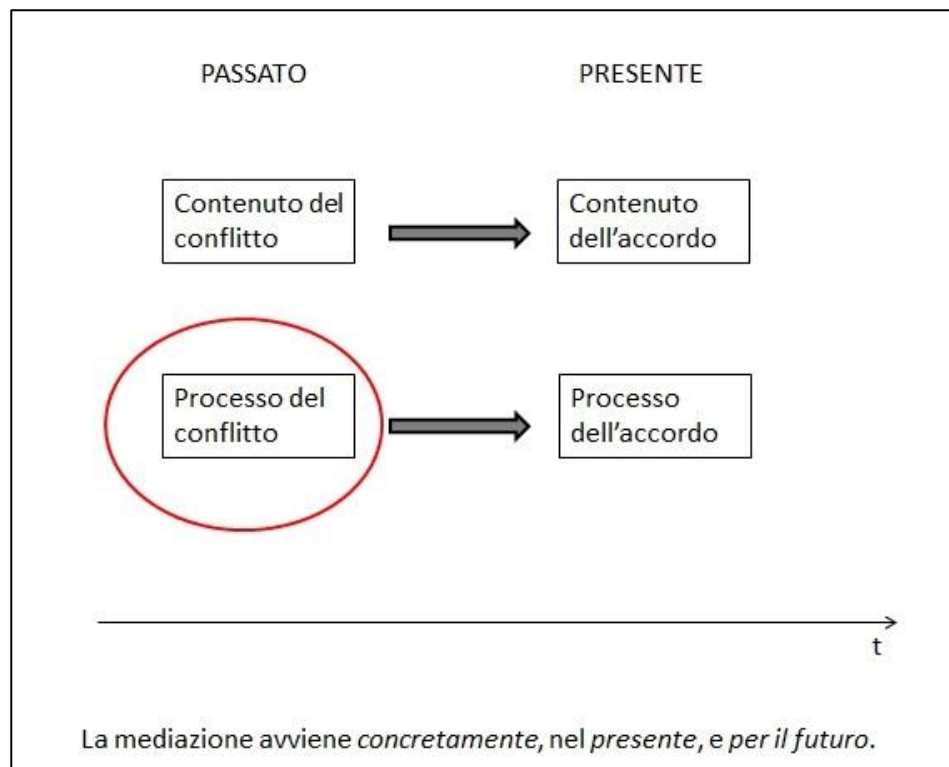 PASSATO
PRESENTE
Contenuto del
conflitto
Contenuto
dell'accordo
Processo del
conflitto
Processo
dell'accordo
t
La mediazione avviene concretamente, nel presente, e per il futuro.